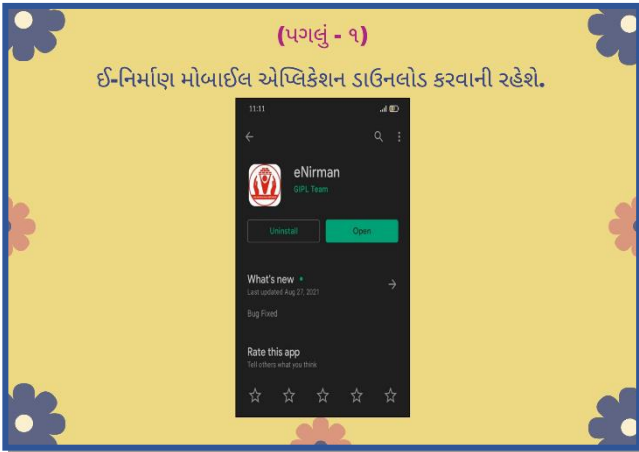 (પગલું - ૧)
ઈ-નિર્માણ મોબાઈલ એપ્લિકેશન ડાઉનલોડ કરવાની રહેશે.
11:11
eNirman
GIPL Team
Uninstall
Open
What's new
Last updated Aug 27, 2021
Bug Fixed
Rate this app
Tell others what you think